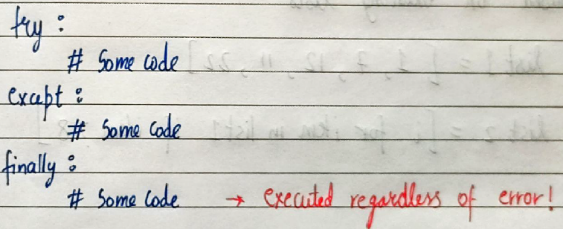 try :
# Some code
except :
# Some code
finally :
# Some code → executed regardless of error!